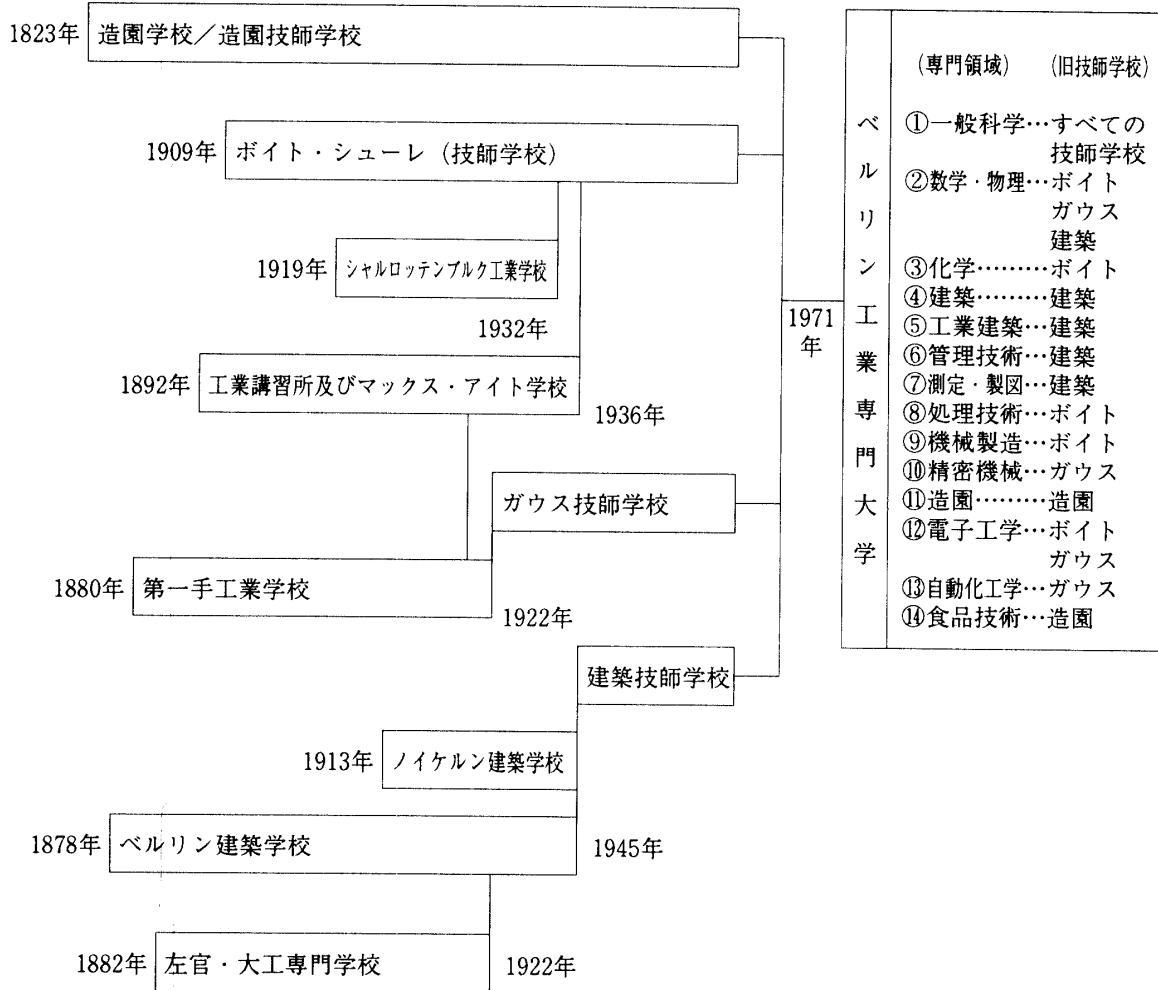 1823年 造園学校／造園技師学校
1909年 ボイト・シューレ（技師学校）
1919年 シャルロッテンブルク工業学校
1932年
1892年 工業講習所及びマックス・アイト学校
1936年
ガウス技師学校
1880年 第一手工業学校
1922年
建築技師学校
1913年 ノイケルン建築学校
1878年 ベルリン建築学校
1945年
1882年 左官・大工専門学校
1922年
1971
年
ベルリン工業専門大学
（専門領域） （旧技師学校）
①一般科学…すべての
技師学校
②数学・物理…ボイト
ガウス
建築
③化学………ボイト
④建築………建築
⑤工業建築…建築
⑥管理技術…建築
⑦測定・製図…建築
⑧処理技術…ボイト
⑨機械製造…ボイト
⑩精密機械…ガウス
⑪造園………造園
⑫電子工学…ボイト
ガウス
⑬自動化工学…ガウス
⑭食品技術…造園